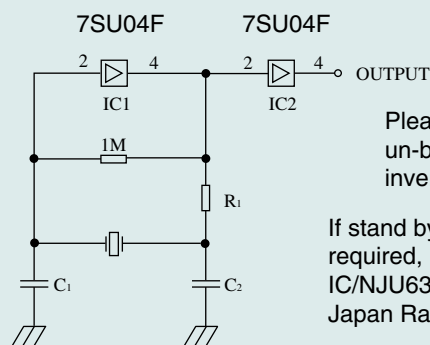 7SU04F 7SU04F
2 4 2 4 OUTPUT
IC1 IC2
un-b
inve
1M
R1
If stand by
required,
C1 C2 IC/NJU63
Japan Ra